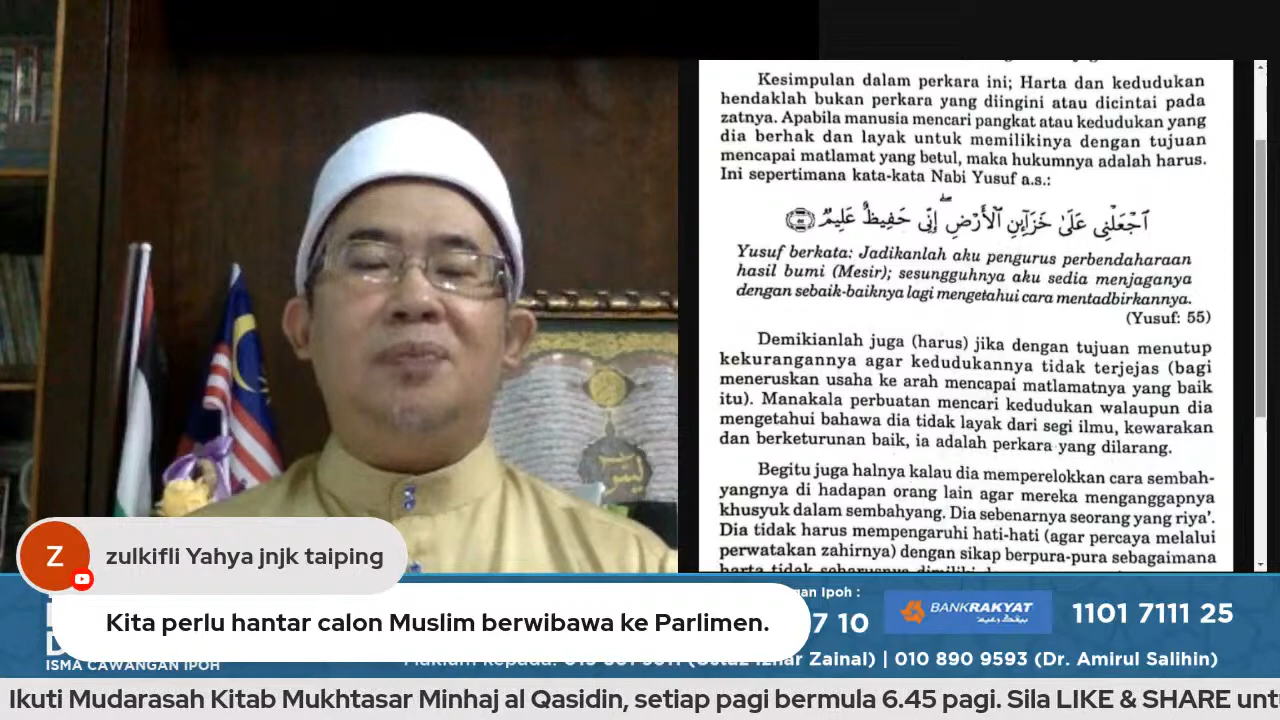 Kesimpulan dalam perkara ini; Harta dan kedudukan
hendaklah bukan perkara yang diingini atau dicintai pada
zatnya. Apabila manusia mencari pangkat atau kedudukan yang
dia berhak dan layak untuk memilikinya dengan tujuan
mencapai matlamat yang betul, maka hukumnya adalah harus.
Ini sepertimana kata-kata Nabi Yusuf a.s.:
ٱجْعَلْنِى عَلَىٰ خَزَآئِنِ ٱلْأَرْضِ ۖ إِنِّى حَفِيظٌ عَلِيمٌ
Yusuf berkata: Jadikanlah aku pengurus perbendaharaan
hasil bumi (Mesir); sesungguhnya aku sedia menjaganya
dengan sebaik-baiknya lagi mengetahui cara mentadbirkannya.
(Yusuf: 55)
Demikianlah juga (harus) jika dengan tujuan menutup
kekurangannya agar kedudukannya tidak terjejas (bagi
meneruskan usaha ke arah mencapai matlamatnya yang baik
itu). Manakala perbuatan mencari kedudukan walaupun dia
mengetahui bahawa dia tidak layak dari segi ilmu, kewarakan
dan berketurunan baik, ia adalah perkara yang dilarang.
Begitu juga halnya kalau dia memperelokkan cara sembah-
yangnya di hadapan orang lain agar mereka menganggapnya
khusyuk dalam sembahyang. Dia sebenarnya seorang yang riya'.
Dia tidak harus mempengaruhi hati-hati (agar percaya melalui
perwatakan zahirnya) dengan sikap berpura-pura sebagaimana
harta tidak seharusnya
Z
zulkifli Yahya jnjk taiping
Kita perlu hantar calon Muslim berwibawa ke Parlimen.
Ipoh :
7 10
BANKRAKYAT
1101 7111 25
ISMA CAWANGAN IPOH
Zainal) | 010 890 9593 (Dr. Amirul Salihin)
Ikuti Mudarasah Kitab Mukhtasar Minhaj al Qasidin, setiap pagi bermula 6.45 pagi. Sila LIKE & SHARE unt